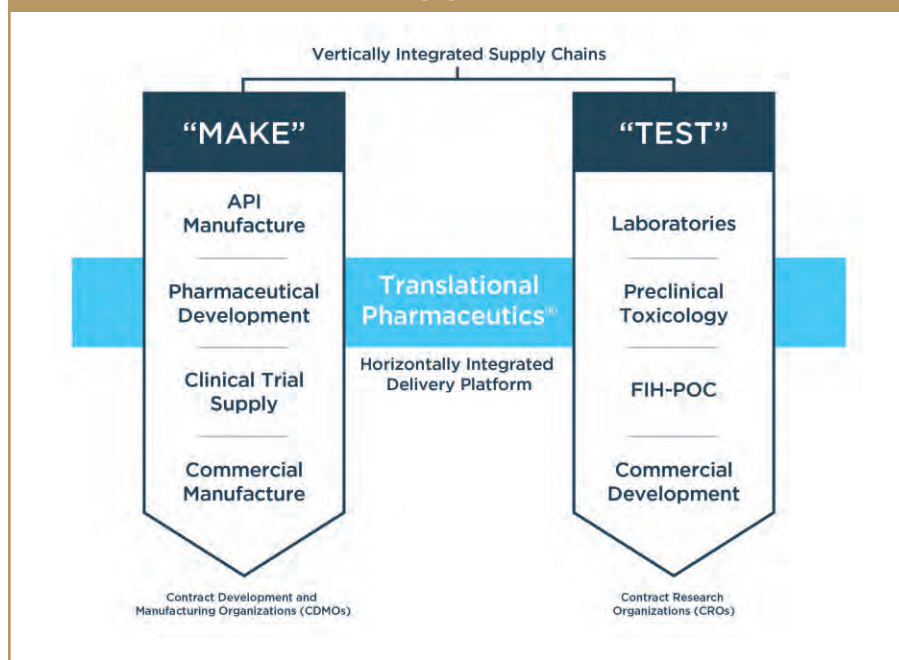 Vertically Integrated Supply Chains
“MAKE”
API
Manufacture
Pharmaceutical
Development
Clinical Trial
Supply
Commercial
Manufacture
Contract Development and
Manufacturing Organizations (CDMOs)
Translational
Pharmaceutics®
Horizontally Integrated
Delivery Platform
“TEST”
Laboratories
Preclinical
Toxicology
FIH-POC
Commercial
Development
Contract Research
Organizations (CROs)